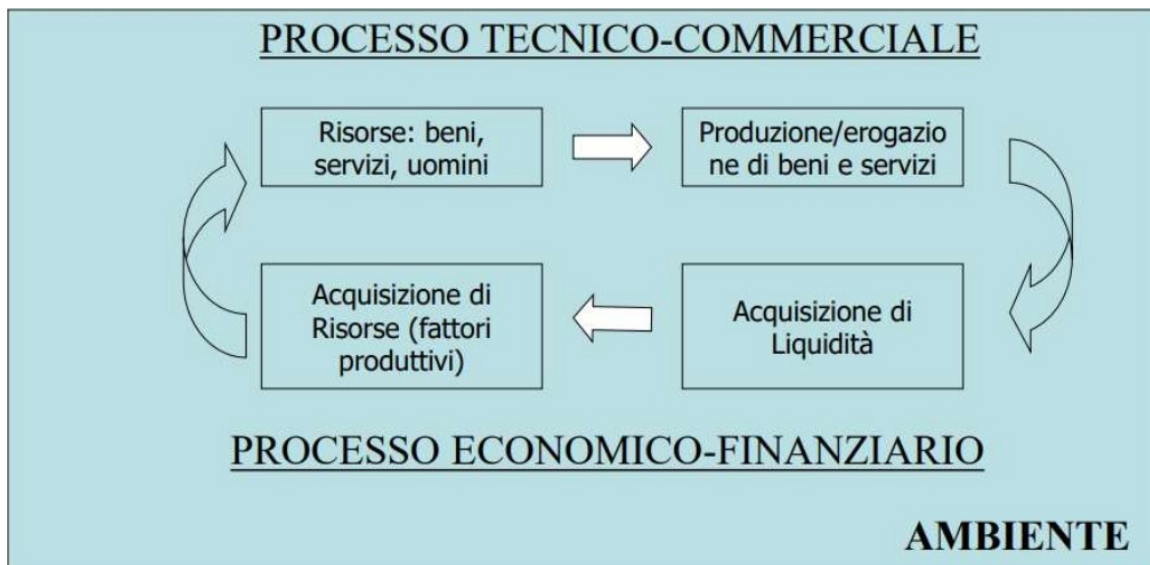 PROCESSO TECNICO-COMMERCIALE
Risorse: beni,
servizi, uomini
Produzione/erogazio
ne di beni e servizi
Acquisizione di
Risorse (fattori
produttivi)
Acquisizione di
Liquidità
PROCESSO ECONOMICO-FINANZIARIO
AMBIENTE